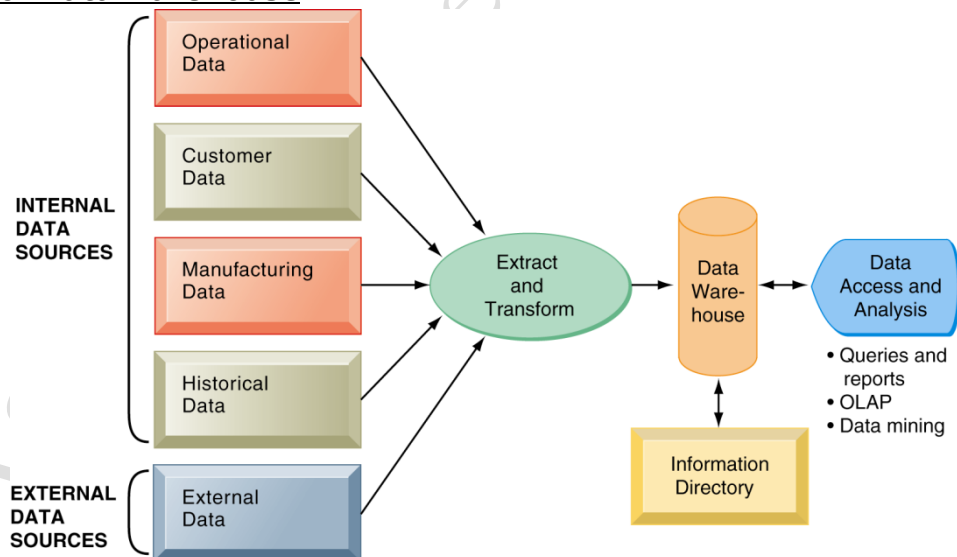 Operational
Data
Customer
Data
INTERNAL
DATA
SOURCES
Manufacturing
Data
Historical
Data
EXTERNAL
DATA
SOURCES
External
Data
Extract
and
Transform
Data
Ware-
house
Data
Access and
Analysis
• Queries and
reports
• OLAP
• Data mining
Information
Directory